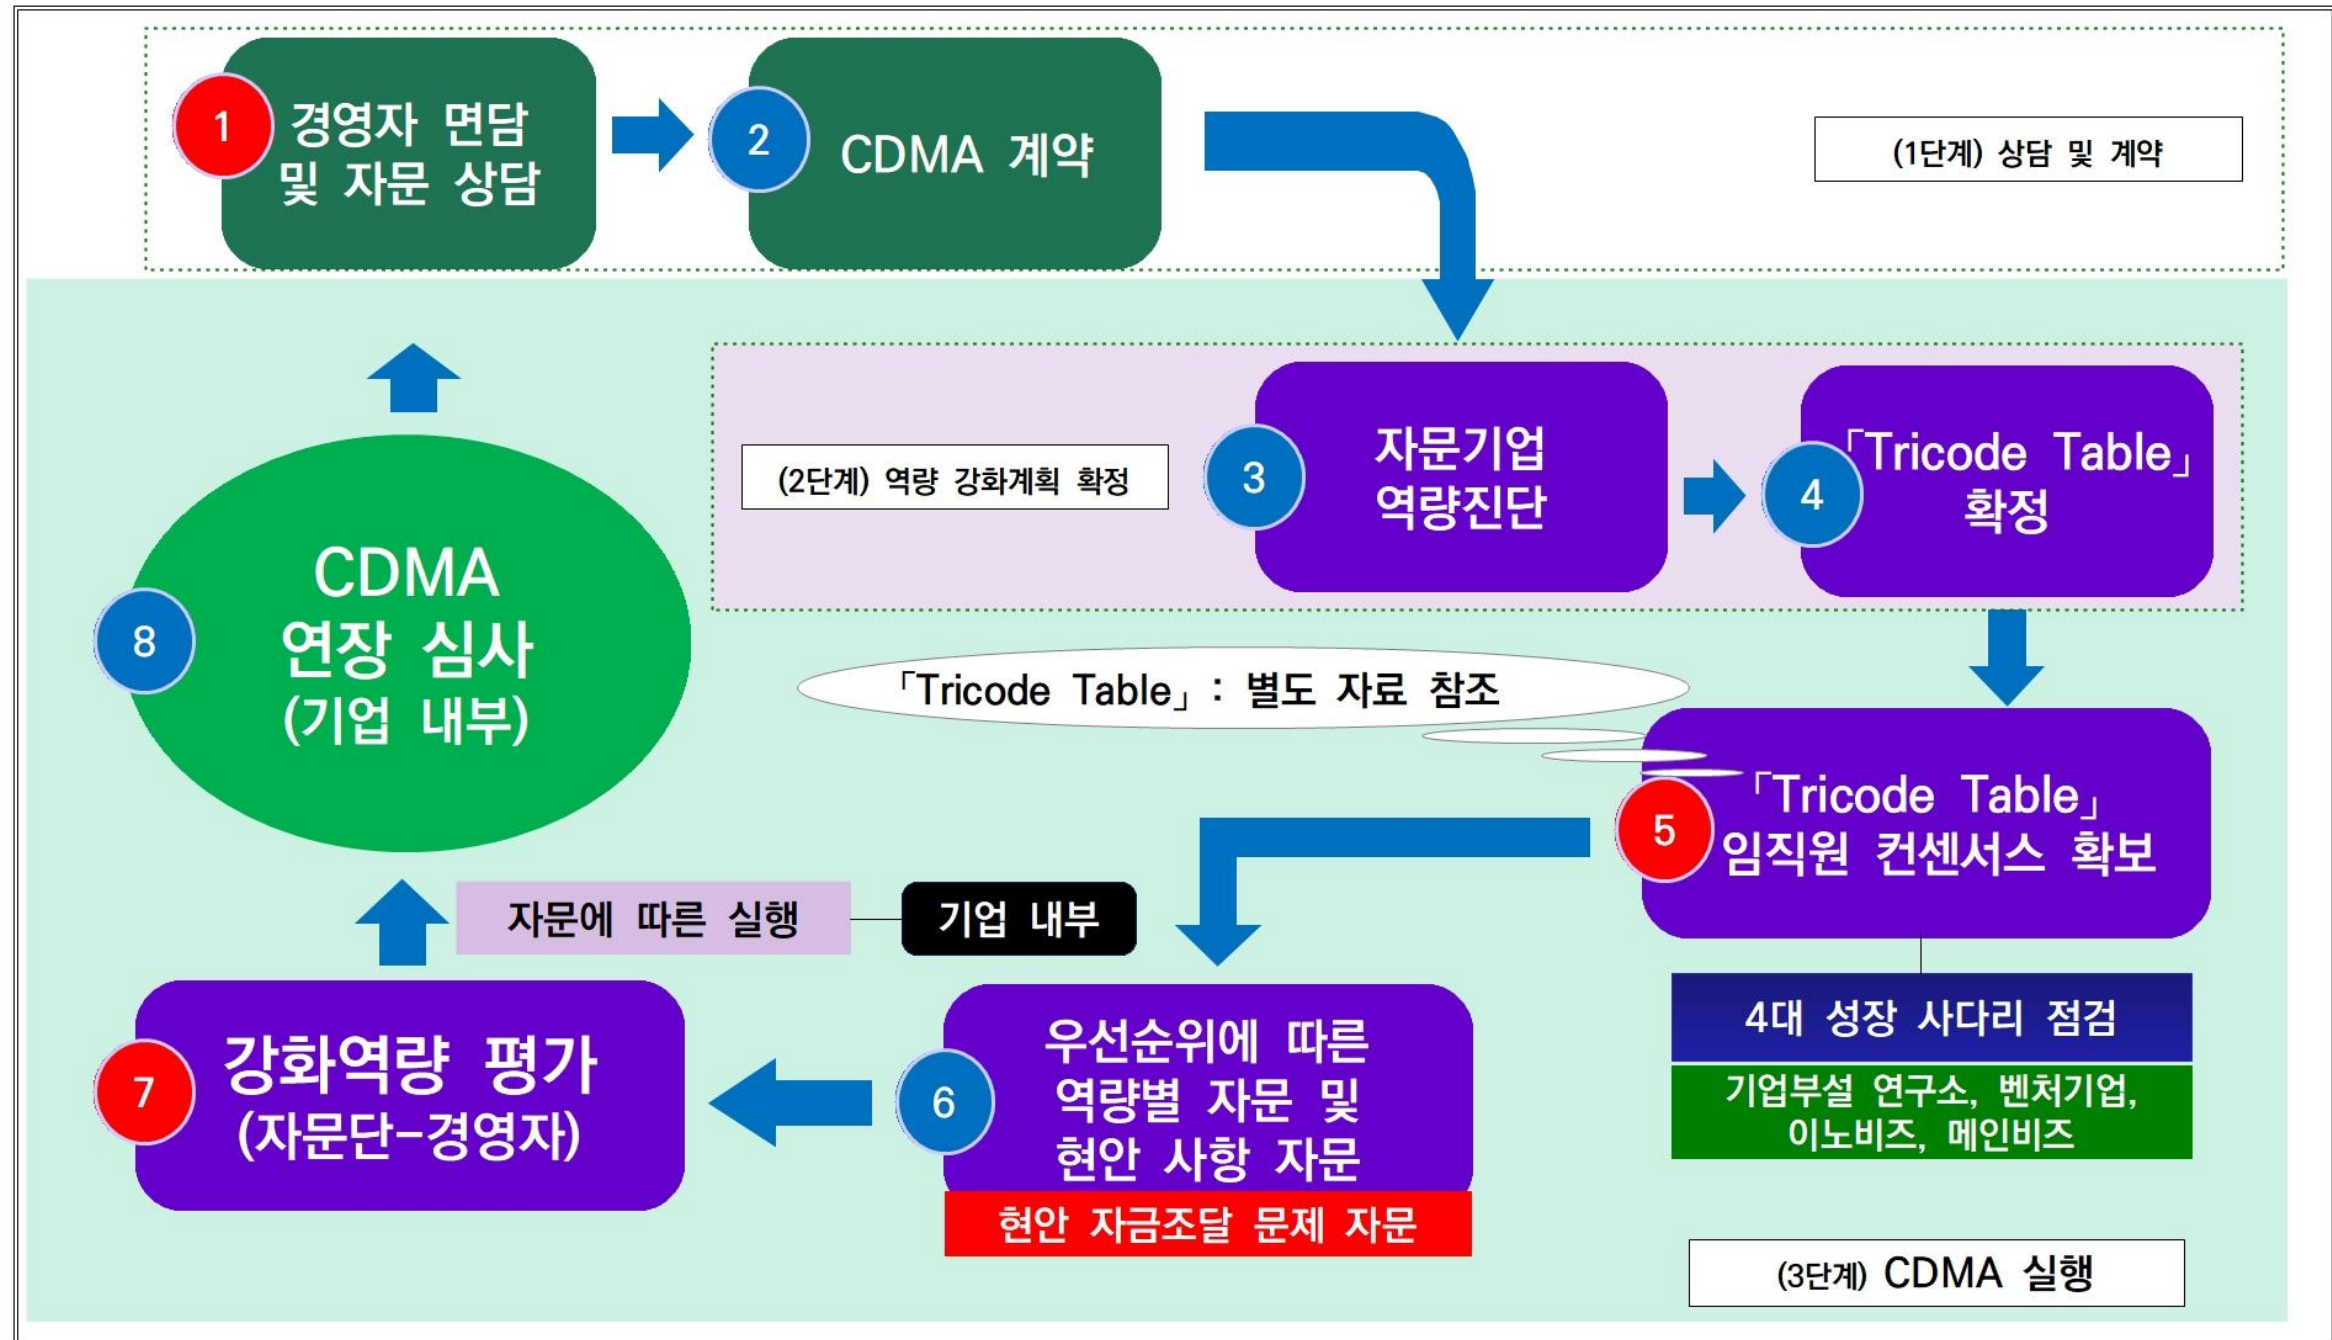 1
경영자 면담
및 자문 상담
2
CDMA 계약
(1단계) 상담 및 계약
(2단계) 역량 강화계획 확정
3
자문기업
역량진단
4
「Tricode Table」
확정
「Tricode Table」: 별도 자료 참조
5
「Tricode Table」
임직원 컨센서스 확보
4대 성장 사다리 점검
기업부설 연구소, 벤처기업,
이노비즈, 메인비즈
6
우선순위에 따른
역량별 자문 및
현안 사항 자문
현안 자금조달 문제 자문
7
강화역량 평가
(자문단-경영자)
자문에 따른 실행
기업 내부
8
CDMA
연장 심사
(기업 내부)
(3단계) CDMA 실행